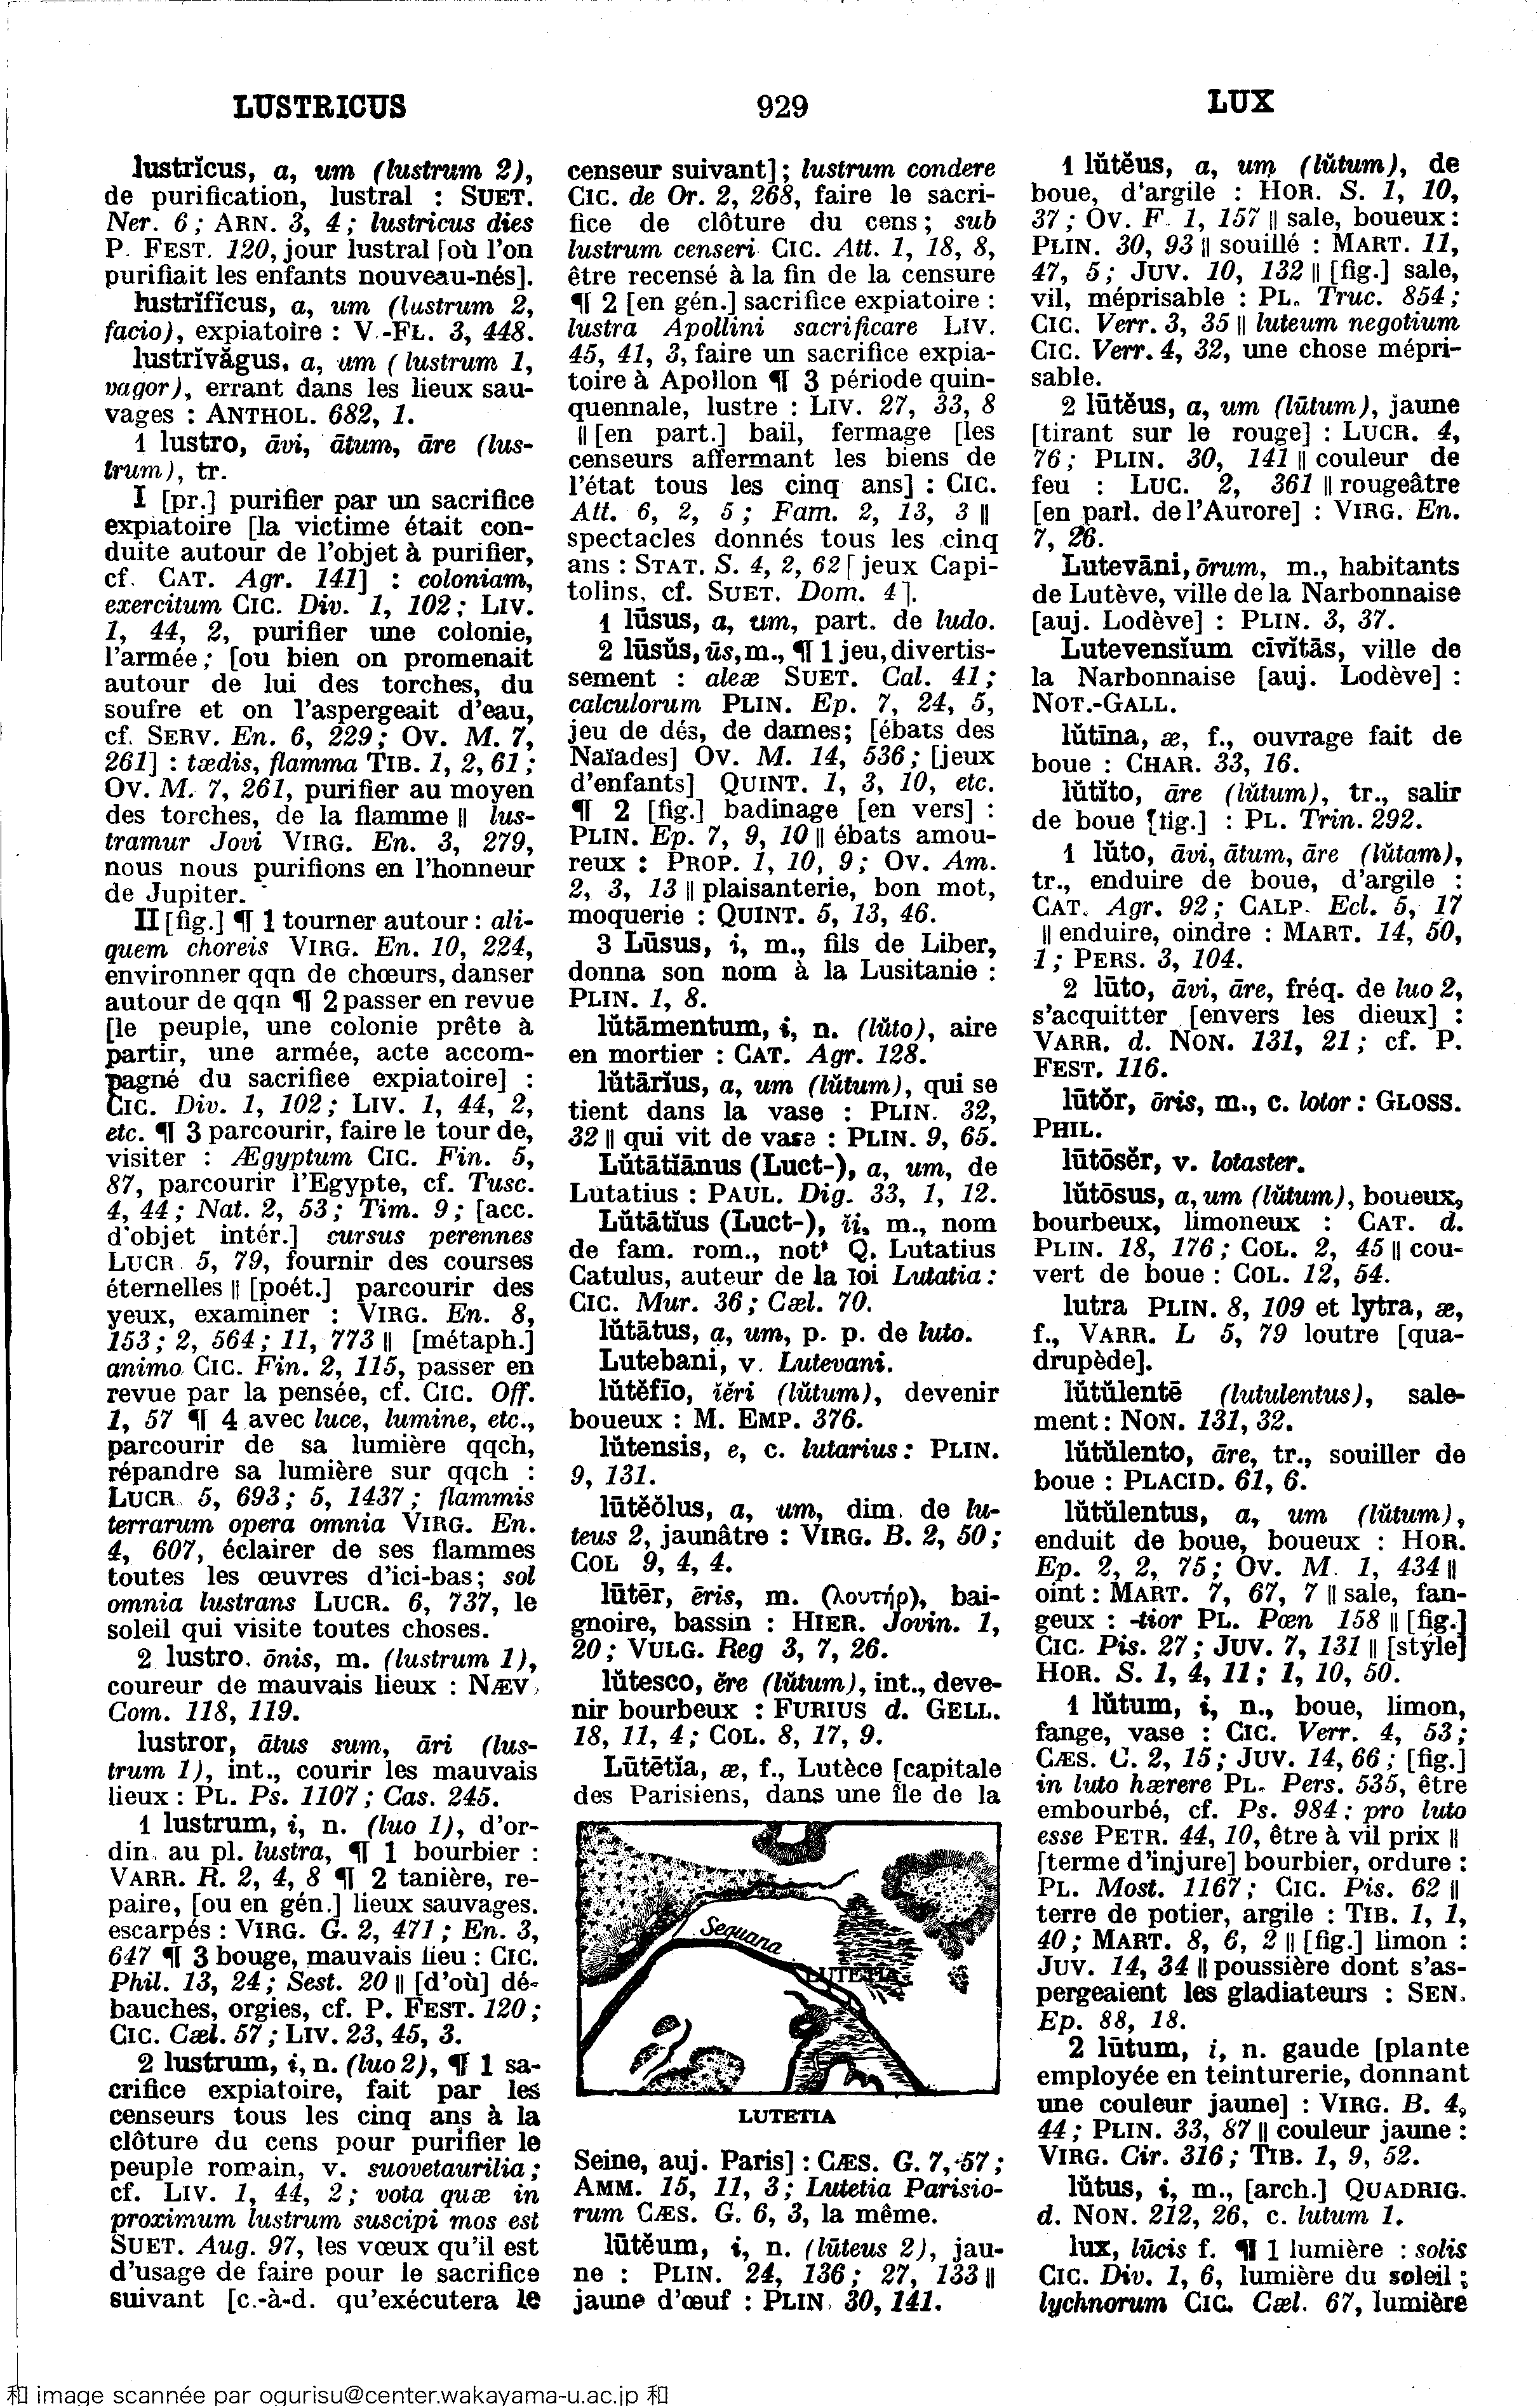 LUSTRICUS
929
LUX
lustrĭcus, a, um (lustrum 2),
de purification, lustral : SUET.
Ner. 6 ; ARN. 3, 4 ; lustricus dies
P. FEST. 120, jour lustral [où l'on
purifiait les enfants nouveau-nés].
lustrĭfĭcus, a, um (lustrum 2,
facio), expiatoire : V.-FL. 3, 448.
lustrĭvăgus, a, um (lustrum 1,
vagor), errant dans les lieux sau-
vages : ANTHOL. 682, 1.
1 lustro, āvi, ātum, āre (lus-
trum), tr.
I [pr.] purifier par un sacrifice
expiatoire [la victime était con-
duite autour de l'objet à purifier,
cf. CAT. Agr. 141] : coloniam,
exercitum CIC. Div. 1, 102 ; LIV.
1, 44, 2, purifier une colonie,
l'armée ; [ou bien on promenait
autour de lui des torches, du
soufre et on l'aspergeait d'eau,
cf. SERV. En. 6, 229 ; OV. M. 7,
261] : tædis, flamma TIB. 1, 2, 61 ;
OV. M. 7, 261, purifier au moyen
des torches, de la flamme || lus-
tramur Jovi VIRG. En. 3, 279,
nous nous purifions en l'honneur
de Jupiter.
II [fig.] ¶ 1 tourner autour : ali-
quem choreis VIRG. En. 10, 224,
environner qqn de chœurs, danser
autour de qqn ¶ 2 passer en revue
[le peuple, une colonie prête à
partir, une armée, acte accom-
pagné du sacrifice expiatoire] :
CIC. Div. 1, 102 ; LIV. 1, 44, 2,
etc. ¶ 3 parcourir, faire le tour de,
visiter : Ægyptum CIC. Fin. 5,
87, parcourir l'Egypte, cf. Tusc.
4, 44 ; Nat. 2, 53 ; Tim. 9 ; [acc.
d'objet intér.] cursus perennes
LUCR. 5, 79, fournir des courses
éternelles || [poét.] parcourir des
yeux, examiner : VIRG. En. 8,
153 ; 2, 564 ; 11, 773 || [métaph.]
animo CIC. Fin. 2, 115, passer en
revue par la pensée, cf. CIC. Off.
1, 57 ¶ 4 avec luce, lumine, etc.,
parcourir de sa lumière qqch,
répandre sa lumière sur qqch :
LUCR. 5, 693 ; 5, 1437 ; flammis
terrarum opera omnia VIRG. En.
4, 607, éclairer de ses flammes
toutes les œuvres d'ici-bas ; sol
omnia lustrans LUCR. 6, 737, le
soleil qui visite toutes choses.
2 lustro, ōnis, m. (lustrum 1),
coureur de mauvais lieux : NÆV.
Com. 118, 119.
lustror, ātus sum, āri (lus-
trum 1), int., courir les mauvais
lieux : PL. Ps. 1107 ; Cas. 245.
1 lustrum, i, n. (luo 1), d'or-
din. au pl. lustra, ¶ 1 bourbier :
VARR. R. 2, 4, 8 ¶ 2 tanière, re-
paire, [ou en gén.] lieux sauvages,
escarpés : VIRG. G. 2, 471 ; En. 3,
647 ¶ 3 bouge, mauvais lieu : CIC.
Phil. 13, 24 ; Sest. 20 || [d'où] dé-
bauches, orgies, cf. P. FEST. 120 ;
CIC. Cæl. 57 ; LIV. 23, 45, 3.
2 lustrum, i, n. (luo 2), ¶ 1 sa-
crifice expiatoire, fait par les
censeurs tous les cinq ans à la
clôture du cens pour purifier le
peuple romain, v. suovetaurilia ;
cf. LIV. 1, 44, 2 ; vota quæ in
proximum lustrum suscipi mos est
SUET. Aug. 97, les vœux qu'il est
d'usage de faire pour le sacrifice
suivant [c.-à-d. qu'exécutera le
censeur suivant] ; lustrum condere
CIC. de Or. 2, 268, faire le sacri-
fice de clôture du cens ; sub
lustrum censeri CIC. Att. 1, 18, 8,
être recensé à la fin de la censure
¶ 2 [en gén.] sacrifice expiatoire :
lustra Apollini sacrificare LIV.
45, 41, 3, faire un sacrifice expia-
toire à Apollon ¶ 3 période quin-
quennale, lustre : LIV. 27, 33, 8
|| [en part.] bail, fermage [les
censeurs affermant les biens de
l'état tous les cinq ans] : CIC.
Att. 6, 2, 5 ; Fam. 2, 13, 3 ||
spectacles donnés tous les cinq
ans : STAT. S. 4, 2, 62 [jeux Capi-
tolins, cf. SUET. Dom. 4].
1 lūsus, a, um, part. de ludo.
2 lūsŭs, ūs, m., ¶ 1 jeu, divertis-
sement : aleæ SUET. Cal. 41 ;
calculorum PLIN. Ep. 7, 24, 5,
jeu de dés, de dames; [ébats des
Naïades] OV. M. 14, 536 ; [jeux
d'enfants] QUINT. 1, 3, 10, etc.
¶ 2 [fig.] badinage [en vers] :
PLIN. Ep. 7, 9, 10 || ébats amou-
reux : PROP. 1, 10, 9 ; OV. Am.
2, 3, 13 || plaisanterie, bon mot,
moquerie : QUINT. 5, 13, 46.
3 Lūsus, i, m., fils de Liber,
donna son nom à la Lusitanie :
PLIN. 1, 8.
lŭtāmentum, i, n. (lŭto), aire
en mortier : CAT. Agr. 128.
lŭtārĭus, a, um (lŭtum), qui se
tient dans la vase : PLIN. 32,
32 || qui vit de vase : PLIN. 9, 65.
Lŭtātĭānus (Luct-), a, um, de
Lutatius : PAUL. Dig. 33, 1, 12.
Lŭtātĭus (Luct-), ĭi, m., nom
de fam. rom., not¹ Q. Lutatius
Catulus, auteur de la loi Lutatia :
CIC. Mur. 36 ; Cæl. 70.
lŭtātus, a, um, p. p. de luto.
Lutebani, v. Lutevani.
lŭtĕfīo, ĭĕri (lŭtum), devenir
boueux : M. EMP. 376.
lŭtensis, e, c. lutarius : PLIN.
9, 131.
lūtĕŏlus, a, um, dim. de lu-
teus 2, jaunâtre : VIRG. B. 2, 50 ;
COL 9, 4, 4.
lūtēr, ēris, m. (λουτήρ), bai-
gnoire, bassin : HIER. Jovin. 1,
20 ; VULG. Reg 3, 7, 26.
lŭtesco, ĕre (lŭtum), int., deve-
nir bourbeux : FURIUS d. GELL.
18, 11, 4 ; COL. 8, 17, 9.
Lūtētĭa, æ, f., Lutèce [capitale
des Parisiens, dans une île de la
Sequana
LUTETIA
LUTETIA
Seine, auj. Paris] : CÆS. G. 7, 57 ;
AMM. 15, 11, 3 ; Lutetia Parisio-
rum CÆS. G. 6, 3, la même.
lūtĕum, i, n. (lūteus 2), jau-
ne : PLIN. 24, 136 ; 27, 133 ||
jaune d'œuf : PLIN. 30, 141.
1 lŭtĕus, a, um (lŭtum), de
boue, d'argile : HOR. S. 1, 10,
37 ; OV. F. 1, 157 || sale, boueux :
PLIN. 30, 93 || souillé : MART. 11,
47, 5 ; JUV. 10, 132 || [fig.] sale,
vil, méprisable : PL. Truc. 854 ;
CIC. Verr. 3, 35 || luteum negotium
CIC. Verr. 4, 32, une chose mépri-
sable.
2 lūtĕus, a, um (lūtum), jaune
[tirant sur le rouge] : LUCR. 4,
76 ; PLIN. 30, 141 || couleur de
feu : LUC. 2, 361 || rougeâtre
[en parl. de l'Aurore] : VIRG. En.
7, 26.
Lutevāni, ōrum, m., habitants
de Lutève, ville de la Narbonnaise
[auj. Lodève] : PLIN. 3, 37.
Lutevensĭum cīvĭtās, ville de
la Narbonnaise [auj. Lodève] :
NOT.-GALL.
lŭtīna, æ, f., ouvrage fait de
boue : CHAR. 33, 16.
lŭtĭto, āre (lŭtum), tr., salir
de boue [fig.] : PL. Trin. 292.
1 lŭto, āvi, ātum, āre (lŭtam),
tr., enduire de boue, d'argile :
CAT. Agr. 92 ; CALP. Ecl. 5, 17
|| enduire, oindre : MART. 14, 50,
1 ; PERS. 3, 104.
2 lūto, āvi, āre, fréq. de luo 2,
s'acquitter [envers les dieux] :
VARR. d. NON. 131, 21 ; cf. P.
FEST. 116.
lūtŏr, ōris, m., c. lotor : GLOSS.
PHIL.
lūtōsĕr, v. lotaster.
lŭtōsus, a, um (lŭtum), boueux,
bourbeux, limoneux : CAT. d.
PLIN. 18, 176 ; COL. 2, 45 || cou-
vert de boue : COL. 12, 54.
lutra PLIN. 8, 109 et lytra, æ,
f., VARR. L 5, 79 loutre [qua-
drupède].
lŭtŭlentē (lutulentus), sale-
ment : NON. 131, 32.
lŭtŭlento, āre, tr., souiller de
boue : PLACID. 61, 6.
lŭtŭlentus, a, um (lŭtum),
enduit de boue, boueux : HOR.
Ep. 2, 2, 75 ; OV. M. 1, 434 ||
oint : MART. 7, 67, 7 || sale, fan-
geux : -tior PL. Pœn 158 || [fig.]
CIC. Pis. 27 ; JUV. 7, 131 || [style]
HOR. S. 1, 4, 11 ; 1, 10, 50.
1 lŭtum, i, n., boue, limon,
fange, vase : CIC. Verr. 4, 53 ;
CÆS. C. 2, 15 ; JUV. 14, 66 ; [fig.]
in luto hærere PL. Pers. 535, être
embourbé, cf. Ps. 984 ; pro luto
esse PETR. 44, 10, être à vil prix ||
[terme d'injure] bourbier, ordure :
PL. Most. 1167 ; CIC. Pis. 62 ||
terre de potier, argile : TIB. 1, 1,
40 ; MART. 8, 6, 2 || [fig.] limon :
JUV. 14, 34 || poussière dont s'as-
pergeaient les gladiateurs : SEN.
Ep. 88, 18.
2 lūtum, i, n. gaude [plante
employée en teinturerie, donnant
une couleur jaune] : VIRG. B. 4,
44 ; PLIN. 33, 87 || couleur jaune :
VIRG. Cir. 316 ; TIB. 1, 9, 52.
lŭtus, i, m., [arch.] QUADRIG.
d. NON. 212, 26, c. lutum 1.
lux, lūcis f. ¶ 1 lumière : solis
CIC. Div. 1, 6, lumière du soleil ;
lychnorum CIC. Cæl. 67, lumière
和 image scannée par ogurisu@center.wakayama-u.ac.jp 和